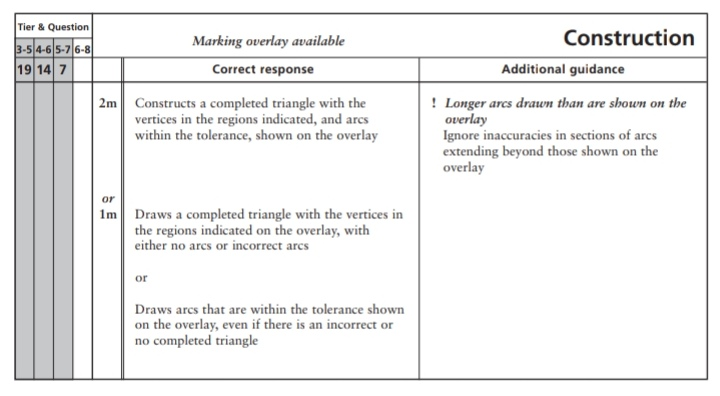 Tier & Question
Marking overlay available
Construction
3-5 4-6 5-7 6-8
19 14 7
Correct response
Additional guidance
2m Constructs a completed triangle with the
vertices in the regions indicated, and arcs
within the tolerance, shown on the overlay
! Longer arcs drawn than are shown on the
overlay
Ignore inaccuracies in sections of arcs
extending beyond those shown on the
overlay
or
1m Draws a completed triangle with the vertices in
the regions indicated on the overlay, with
either no arcs or incorrect arcs
or
Draws arcs that are within the tolerance shown
on the overlay, even if there is an incorrect or
no completed triangle